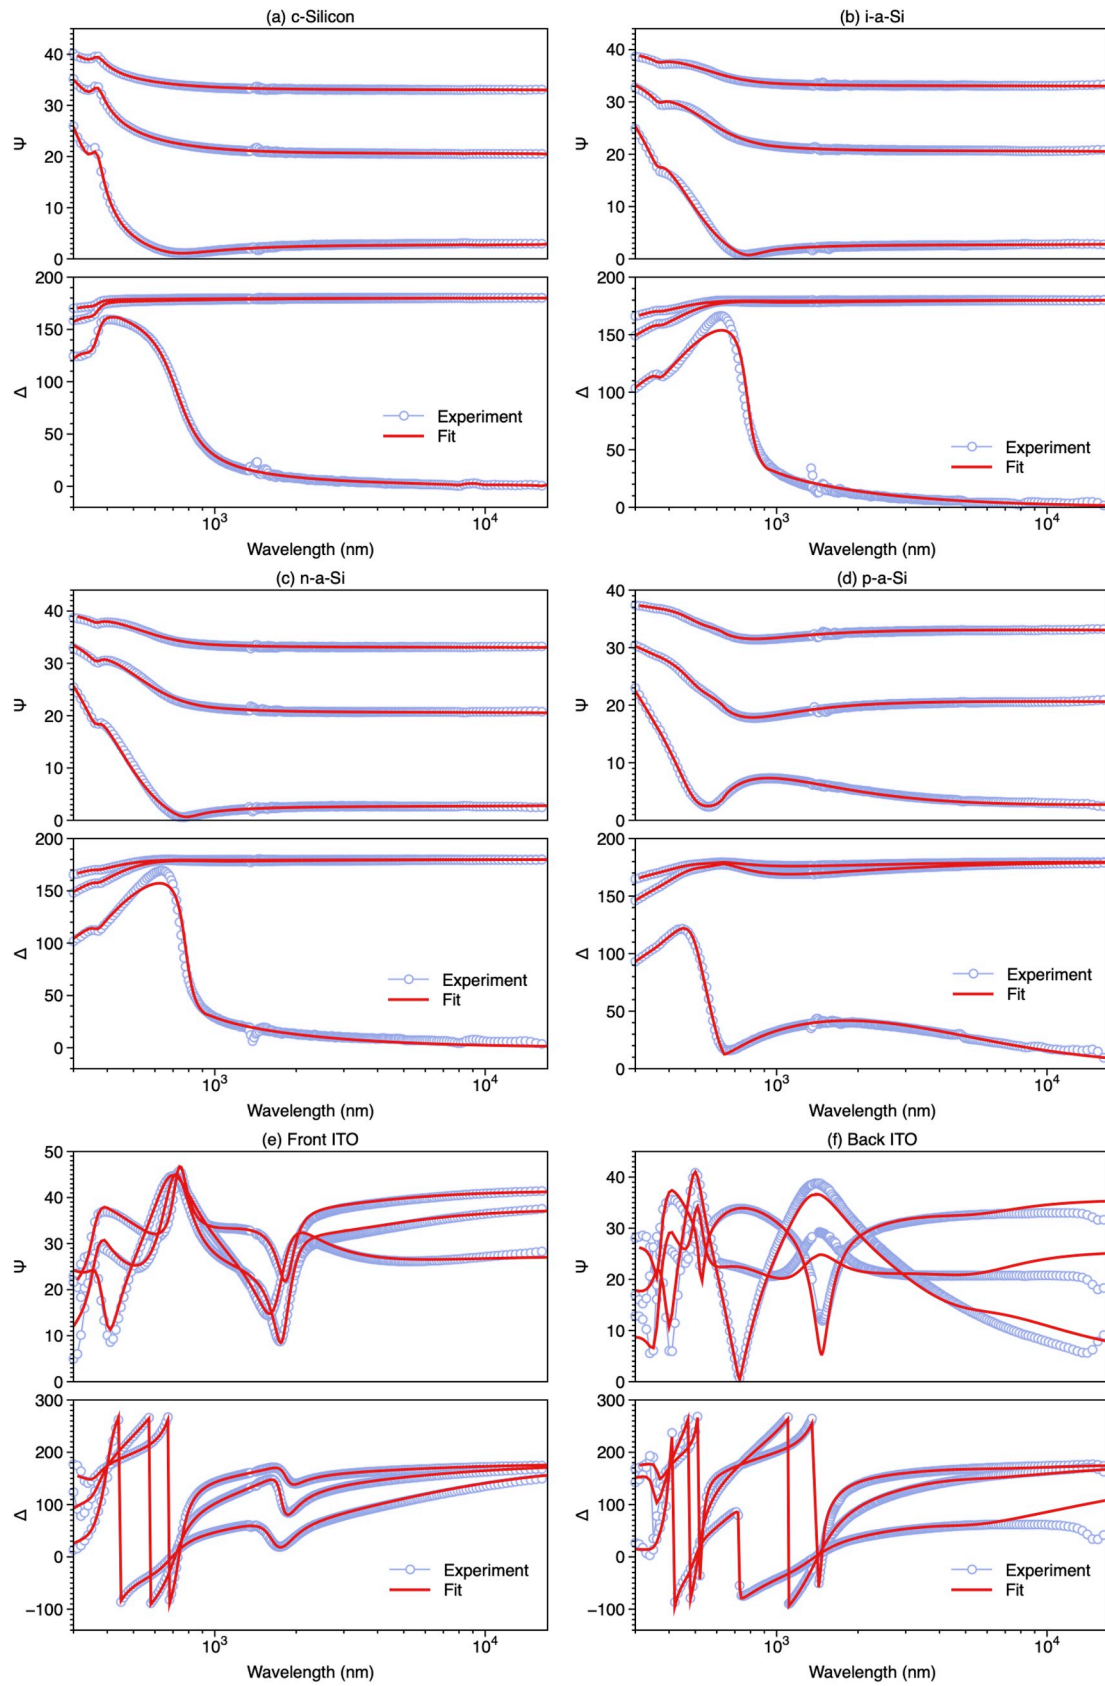 (a) c-Silicon
40
30
20
10
0
Ψ
200
150
100
50
0
Δ
Experiment
Fit
10³
10⁴
Wavelength (nm)
(b) i-a-Si
40
30
20
10
0
Ψ
200
150
100
50
0
Δ
Experiment
Fit
10³
10⁴
Wavelength (nm)
(c) n-a-Si
40
30
20
10
0
Ψ
200
150
100
50
0
Δ
Experiment
Fit
10³
10⁴
Wavelength (nm)
(d) p-a-Si
40
30
20
10
0
Ψ
200
150
100
50
0
Δ
Experiment
Fit
10³
10⁴
Wavelength (nm)
(e) Front ITO
50
40
30
20
10
0
Ψ
300
200
100
0
−100
Δ
Experiment
Fit
10³
10⁴
Wavelength (nm)
(f) Back ITO
40
30
20
10
0
Ψ
300
200
100
0
−100
Δ
Experiment
Fit
10³
10⁴
Wavelength (nm)